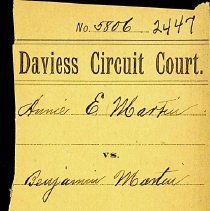 No. 5806 2447
Daviess Circuit Court.
Annie E Martin
vs.
Benjamin Martin